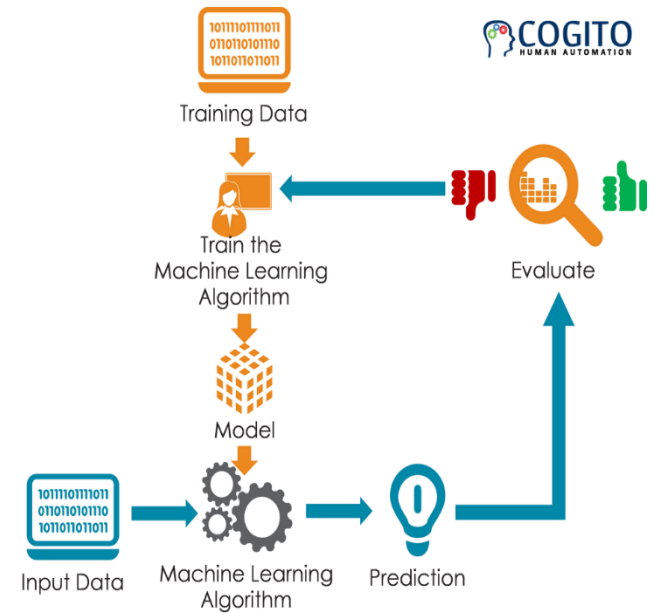 1011110111011
0110110101110
1011011011011
COGITO
HUMAN AUTOMATION
Training Data
Train the
Machine Learning
Algorithm
Evaluate
Model
1011110111011
0110110101110
1011011011011
Input Data
Machine Learning
Algorithm
Prediction